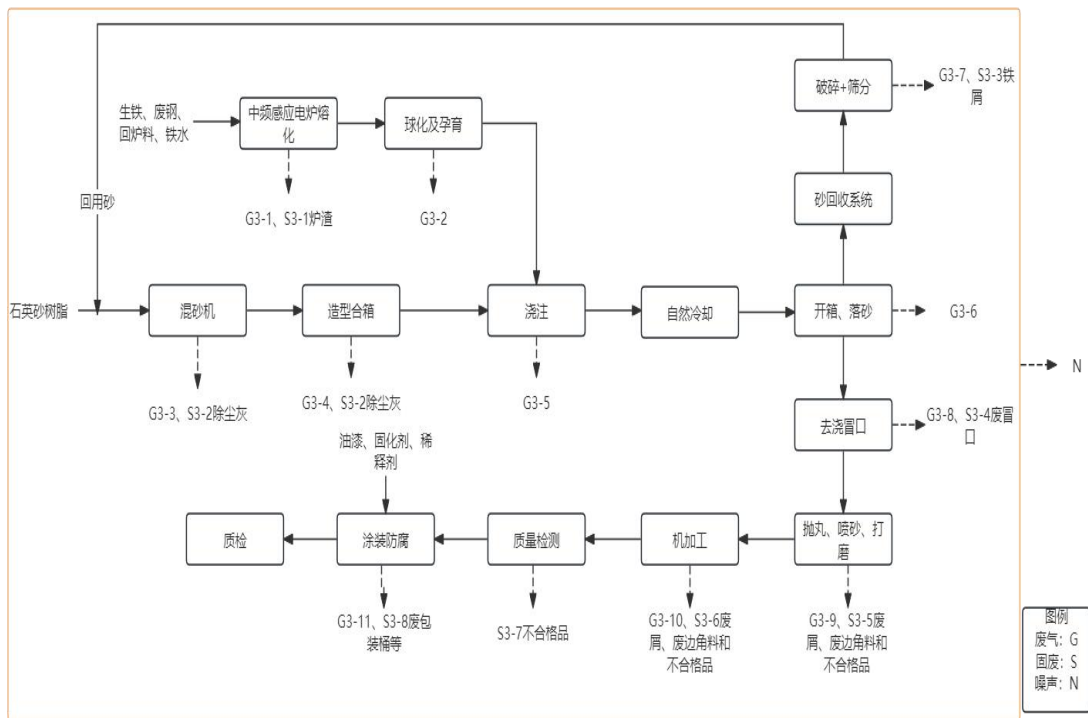 破碎+筛分
G3-7、S3-3铁
屑
生铁、废钢、
回炉料、铁水
中频感应电炉熔
化
球化及孕育
回用砂
G3-1、S3-1炉渣
G3-2
砂回收系统
石英砂树脂
混砂机
造型合箱
浇注
自然冷却
开箱、落砂
G3-6
N
G3-3、S3-2除尘灰
G3-4、S3-2除尘灰
G3-5
去浇冒口
G3-8、S3-4废冒
口
油漆、固化剂、稀
释剂
质检
涂装防腐
质量检测
机加工
抛丸、喷砂、打
磨
G3-11、S3-8废包
装桶等
S3-7不合格品
G3-10、S3-6废
屑、废边角料和
不合格品
G3-9、S3-5废
屑、废边角料和
不合格品
图例
废气：G
固废：S
噪声：N